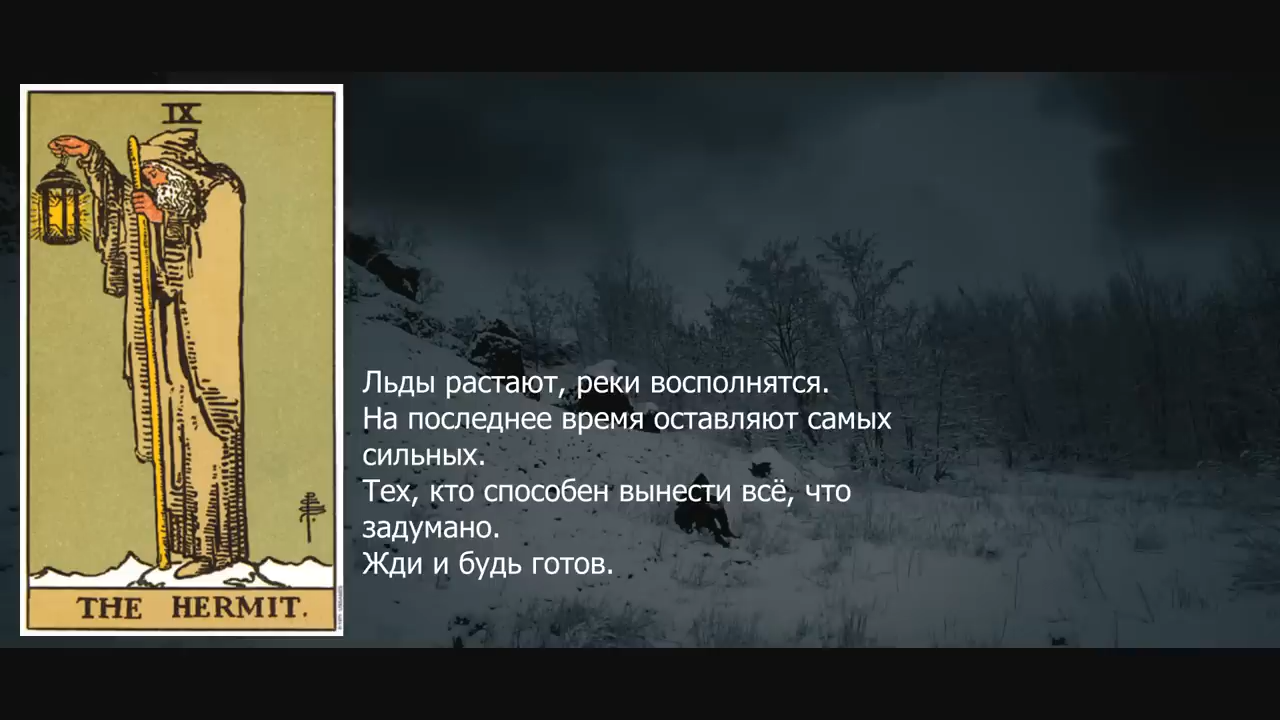 IX
THE HERMIT.
Льды растают, реки восполнятся.
На последнее время оставляют самых
сильных.
Тех, кто способен вынести всё, что
задумано.
Жди и будь готов.